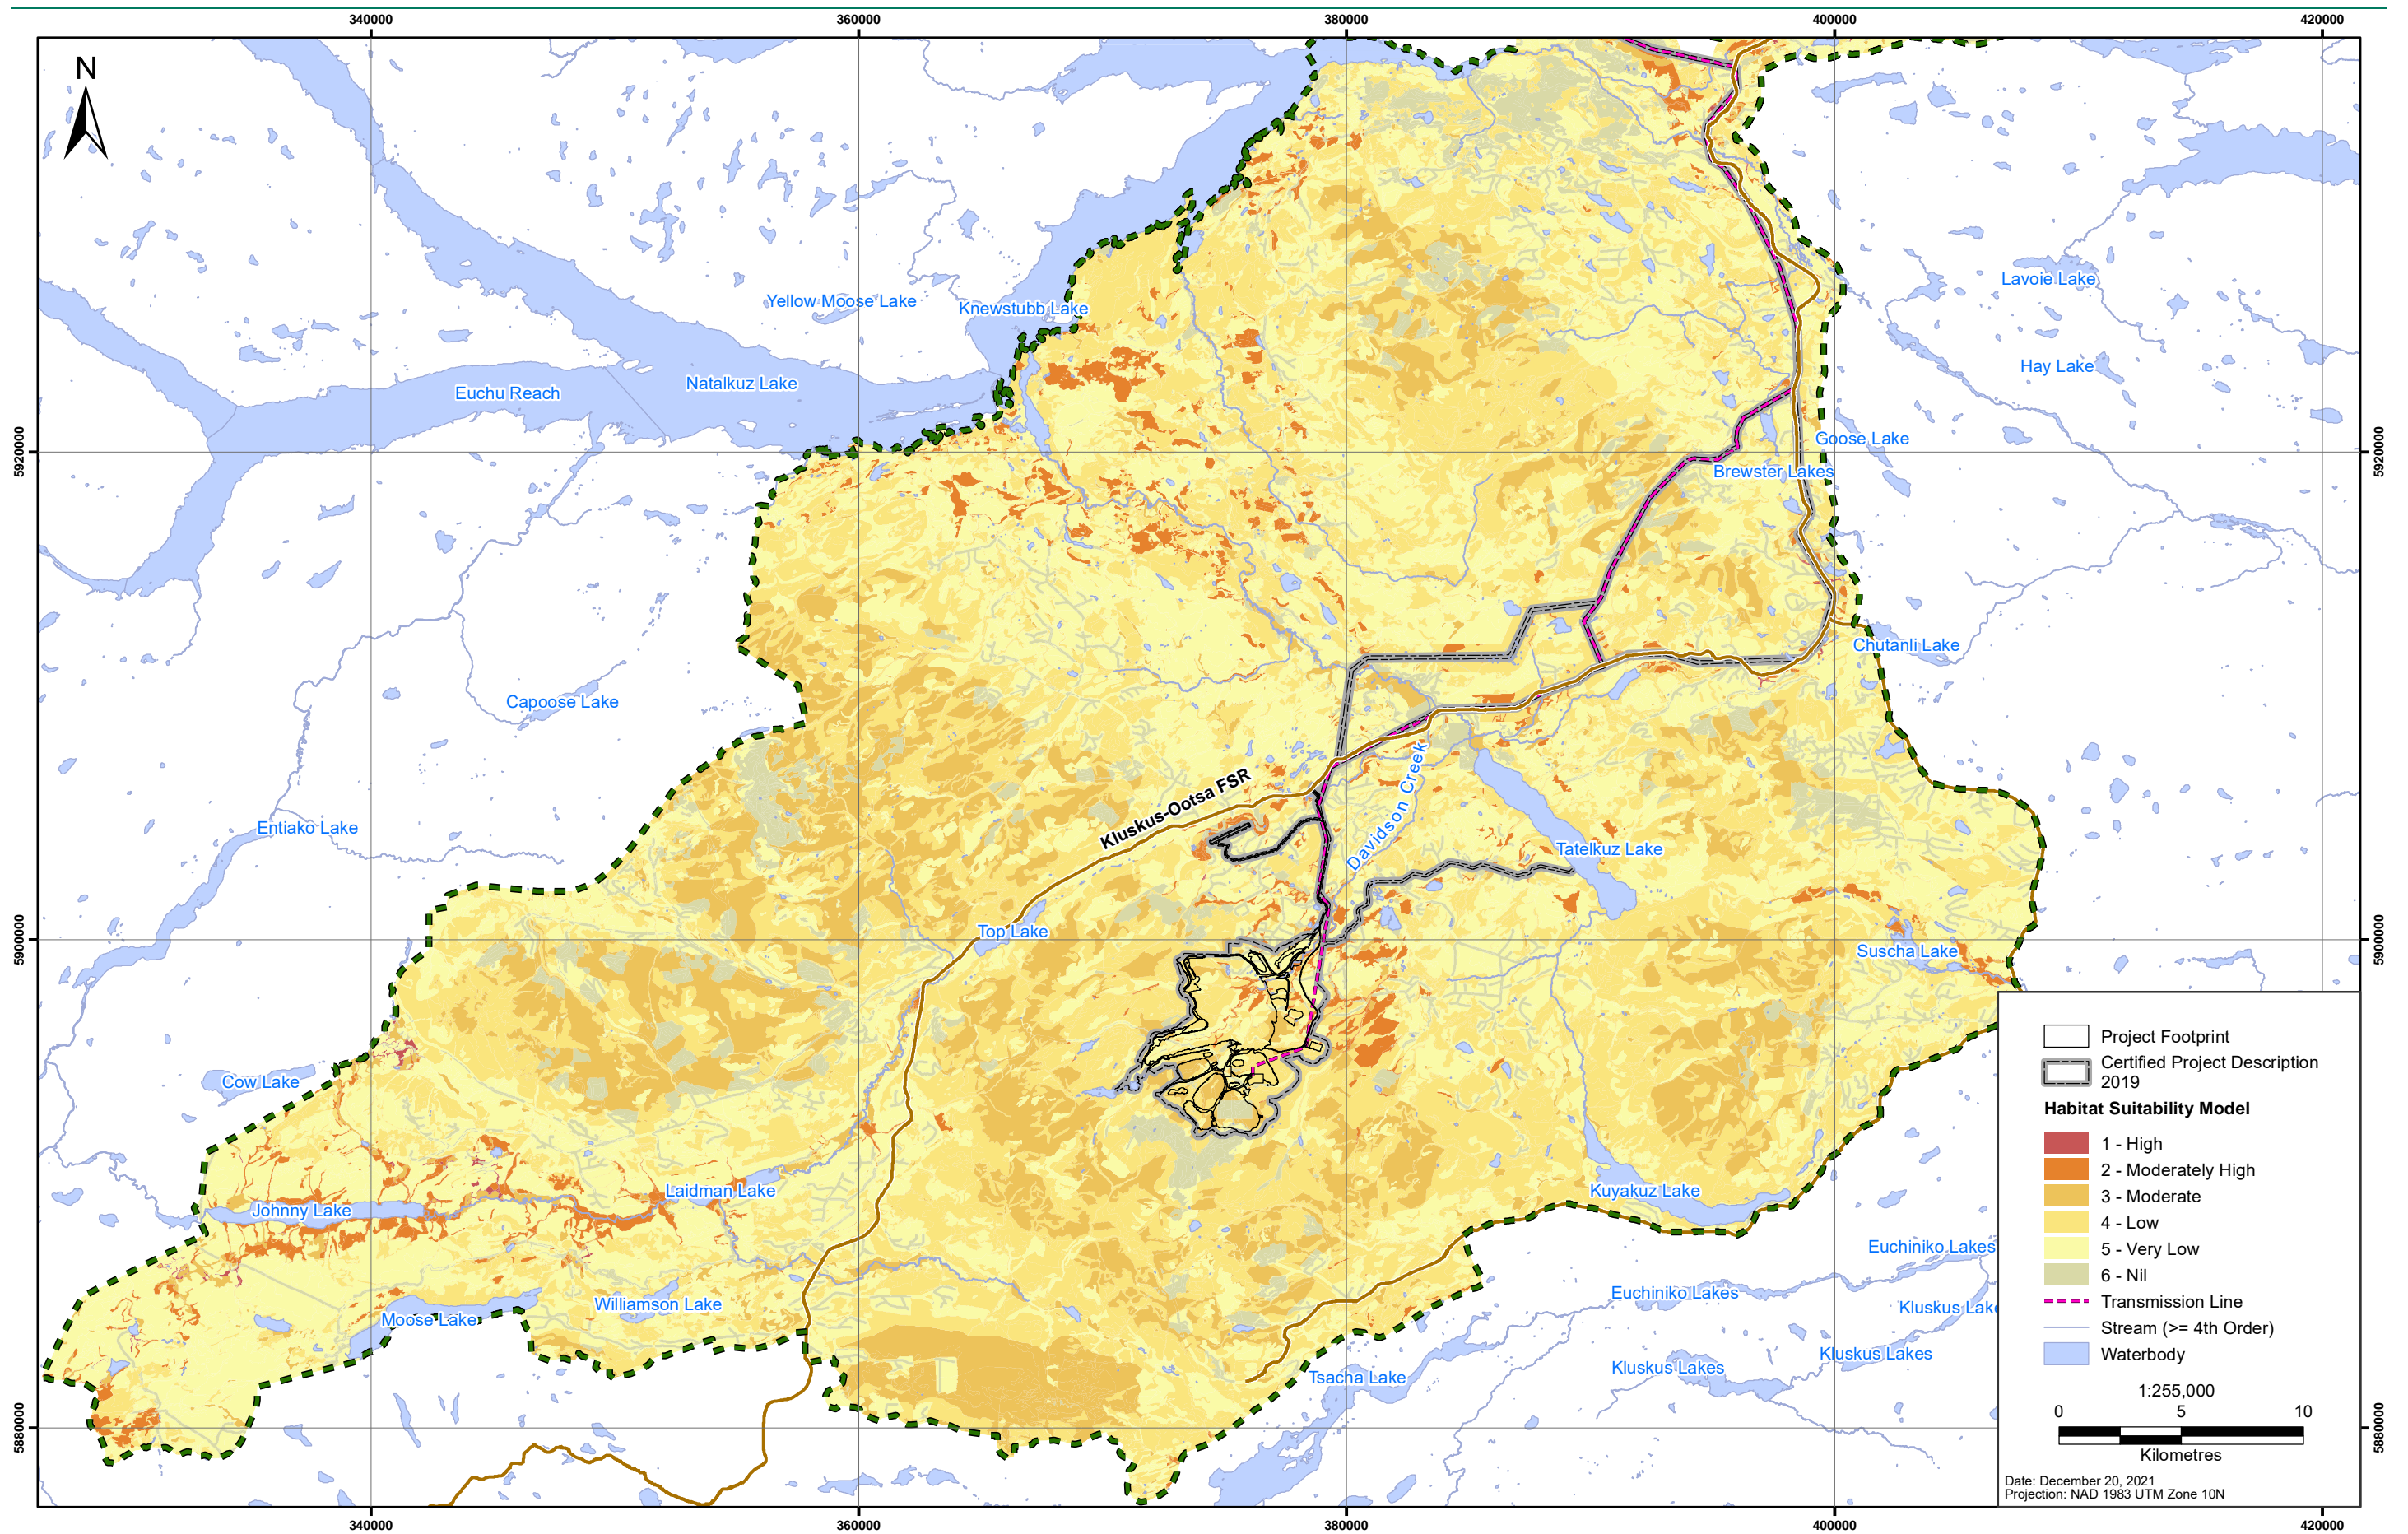 340000
360000
380000
400000
420000
N
Yellow Moose Lake
Knewstubb Lake
Lavoie Lake
Hay Lake
Natalkuz Lake
Euchu Reach
5920000
5920000
Goose Lake
Brewster Lakes
Chutanli Lake
Capoose Lake
Kluskus-Ootsa FSR
Davidson Creek
Entiako Lake
Tatelkuz Lake
Top Lake
5900000
5900000
Suscha Lake
Cow Lake
Laidman Lake
Johnny Lake
Kuyakuz Lake
Euchiniko Lakes
Euchiniko Lakes
Williamson Lake
Moose Lake
Kluskus Lake
Kluskus Lakes
Kluskus Lakes
Tsacha Lake
5880000
5880000
Project Footprint
Certified Project Description
2019
Habitat Suitability Model
1 - High
2 - Moderately High
3 - Moderate
4 - Low
5 - Very Low
6 - Nil
Transmission Line
Stream (>= 4th Order)
Waterbody
1:255,000
0 5 10
Kilometres
Date: December 20, 2021
Projection: NAD 1983 UTM Zone 10N
340000
360000
380000
400000
420000